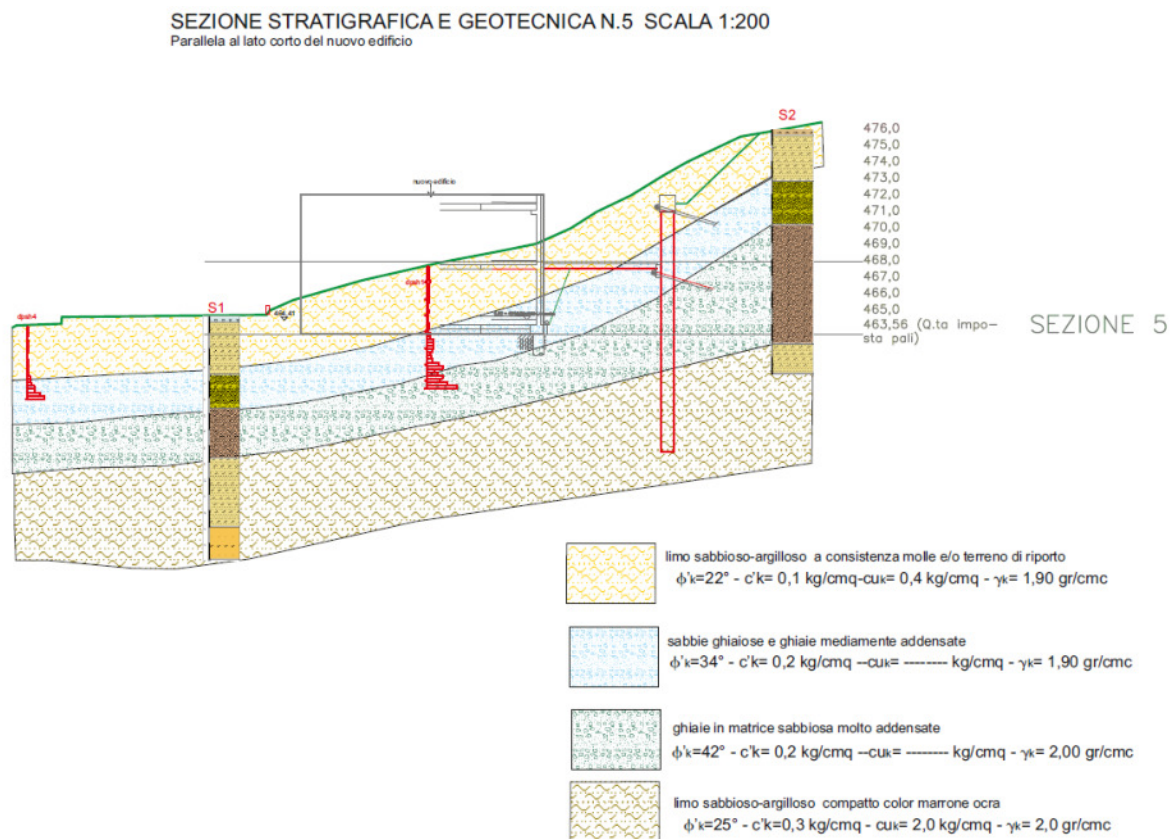 SEZIONE STRATIGRAFICA E GEOTECNICA N.5 SCALA 1:200
Parallela al lato corto del nuovo edificio
S2
476,0
475,0
474,0
473,0
472,0
471,0
470,0
469,0
468,0
467,0
466,0
465,0
463,56 (Q.ta impo-
sta pali)
SEZIONE 5
nuovo edificio
S1
dpsh4
limo sabbioso-argilloso a consistenza molle e/o terreno di riporto
ϕ'k=22° - c'k= 0,1 kg/cmq-cuk= 0,4 kg/cmq - γk= 1,90 gr/cmc
sabbie ghiaiose e ghiaie mediamente addensate
ϕ'k=34° - c'k= 0,2 kg/cmq --cuk= -------- kg/cmq - γk= 1,90 gr/cmc
ghiaie in matrice sabbiosa molto addensate
ϕ'k=42° - c'k= 0,2 kg/cmq --cuk= -------- kg/cmq - γk= 2,00 gr/cmc
limo sabbioso-argilloso compatto color marrone ocra
ϕ'k=25° - c'k=0,3 kg/cmq - cuk= 2,0 kg/cmq - γk= 2,0 gr/cmc